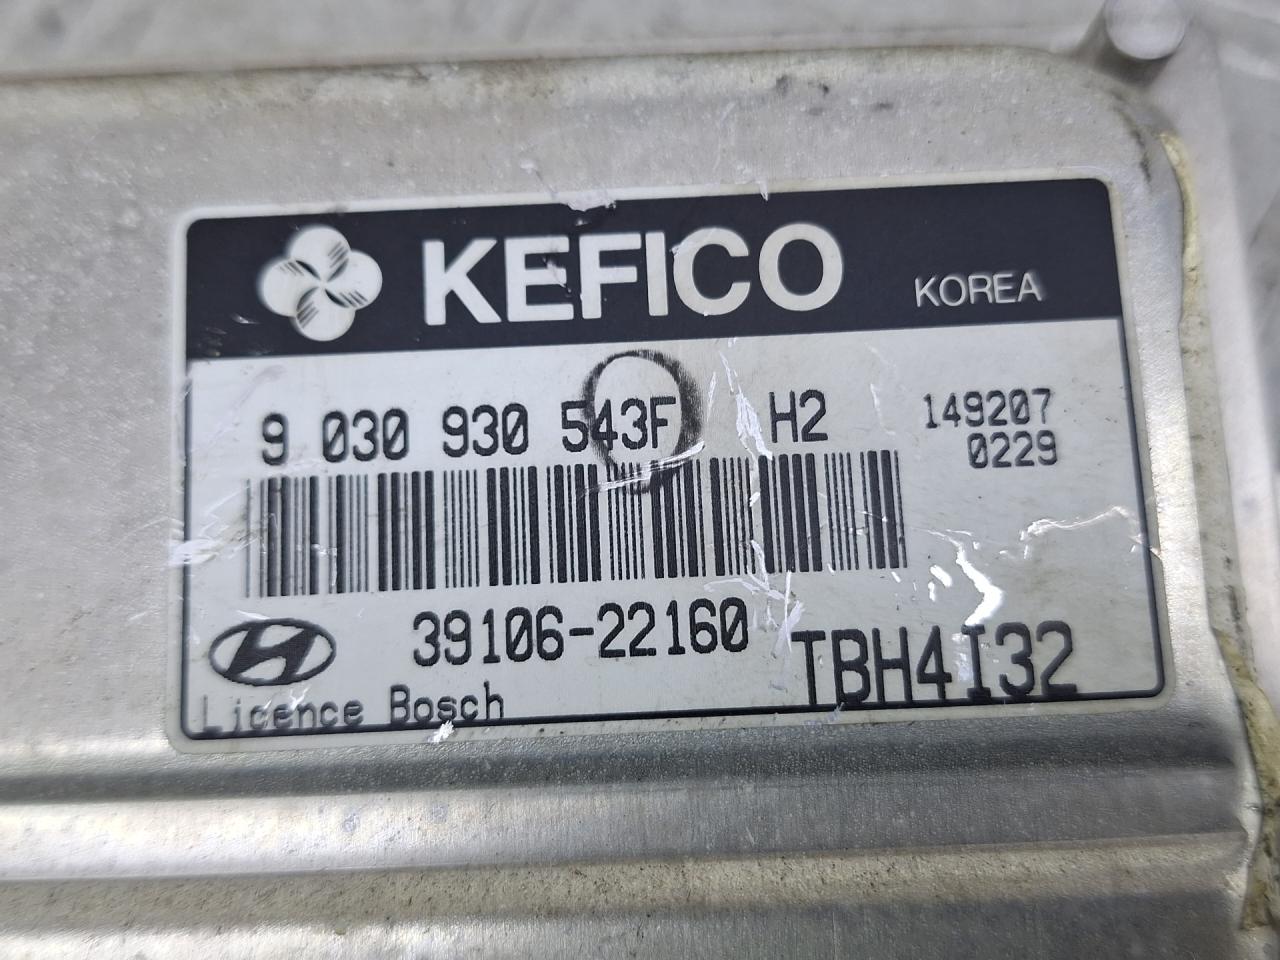 KEFICO KOREA
9 030 930 543F H2 149207
0229
39106-22160 TBH4I32
Licence Bosch